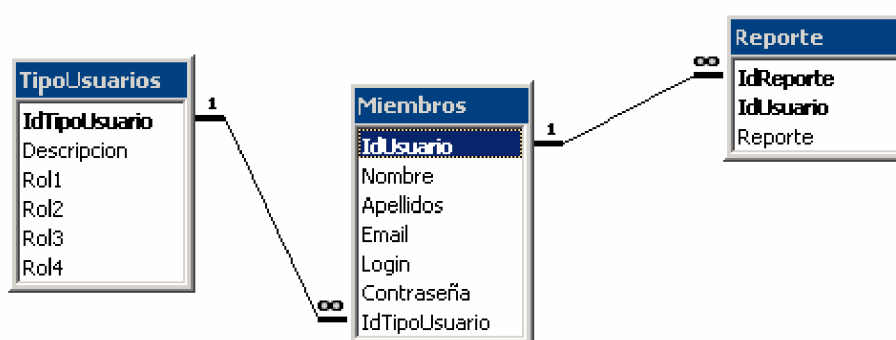 TipoUsuarios
IdTipoUsuario
Descripcion
Rol1
Rol2
Rol3
Rol4
1
∞
Miembros
IdUsuario
Nombre
Apellidos
Email
Login
Contraseña
IdTipoUsuario
1
∞
Reporte
IdReporte
IdUsuario
Reporte